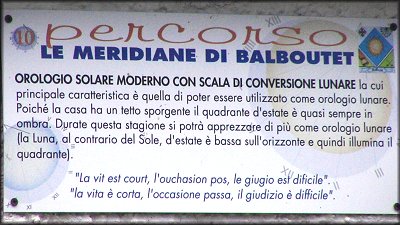 10 percorso
LE MERIDIANE DI BALBOUTET
OROLOGIO SOLARE MODERNO CON SCALA DI CONVERSIONE LUNARE la cui
principale caratteristica è quella di poter essere utilizzato come orologio lunare.
Poiché la casa ha un tetto sporgente il quadrante d'estate è quasi sempre in
ombra. Durate questa stagione si potrà apprezzare di più come orologio lunare
(la Luna, al contrario del Sole, d'estate è bassa sull'orizzonte e quindi illumina il
quadrante).
"La vit est court, l'ouchasion pos, le giugio est dificile".
"la vita è corta, l'occasione passa, il giudizio è difficile".